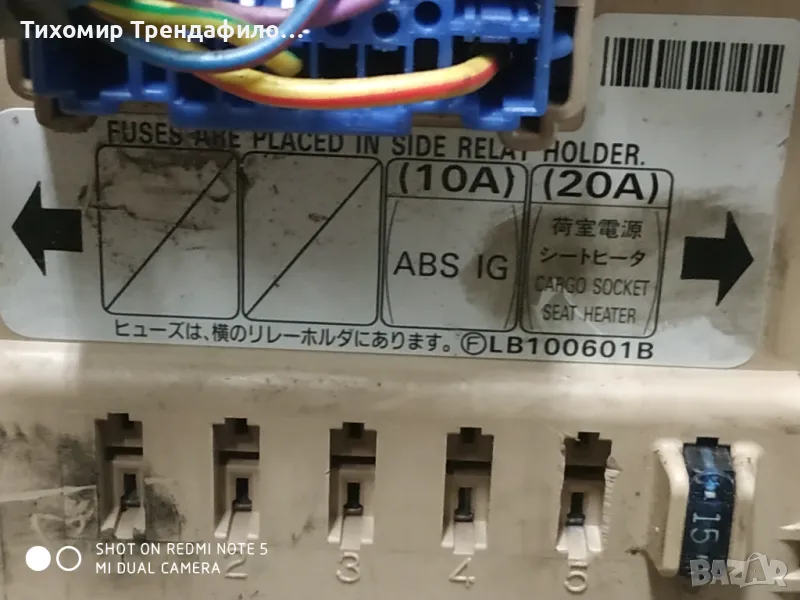 Тихомир Трендафило...
FUSES ARE PLACED IN SIDE RELAY HOLDER.
(10A)
ABS IG
(20A)
荷室電源
シートヒータ
CARGO SOCKET
SEAT HEATER
ヒューズは、横のリレーホルダにあります。 ⒻLB100601B
2
3
4
5
15
SHOT ON REDMI NOTE 5
MI DUAL CAMERA
BAZAR